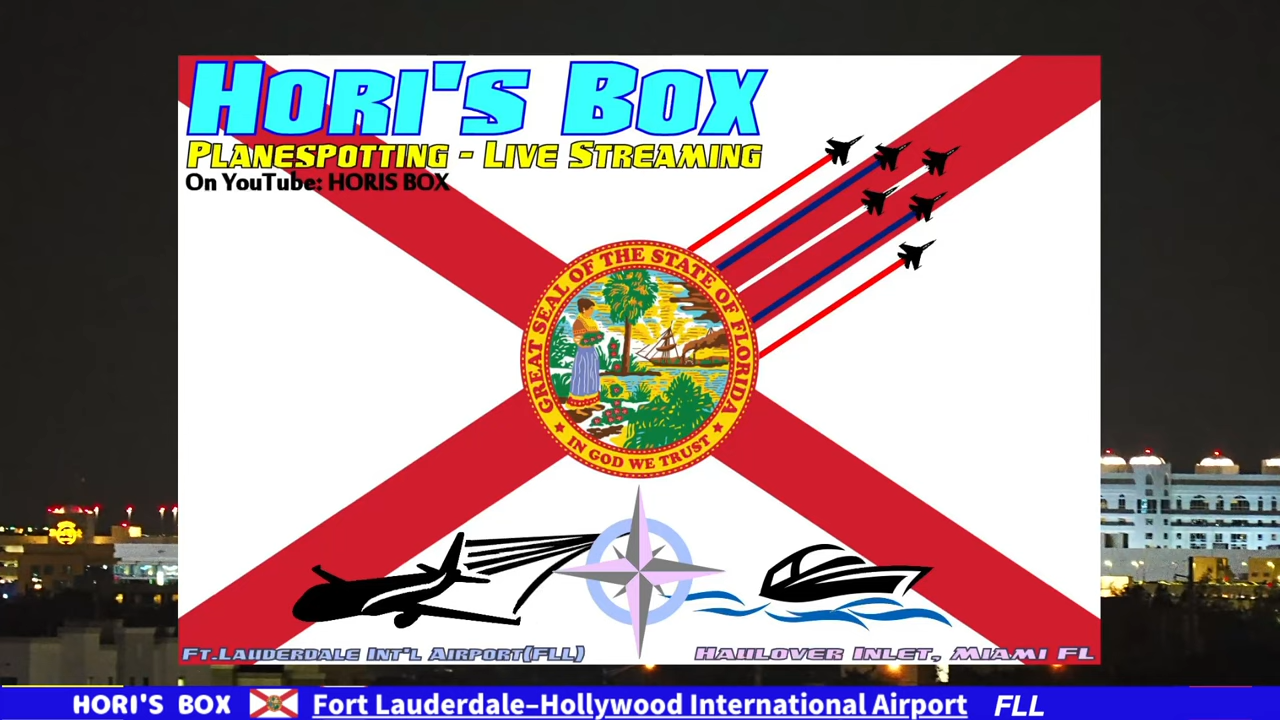 HORI'S BOX
PLANESPOTTING - LIVE STREAMING
On YouTube: HORIS BOX
GREAT SEAL OF THE STATE OF FLORIDA
IN GOD WE TRUST
FT.LAUDERDALE INT'L AIRPORT(FLL)
HAULOVER INLET, MIAMI FL
HORI'S BOX Fort Lauderdale–Hollywood International Airport FLL